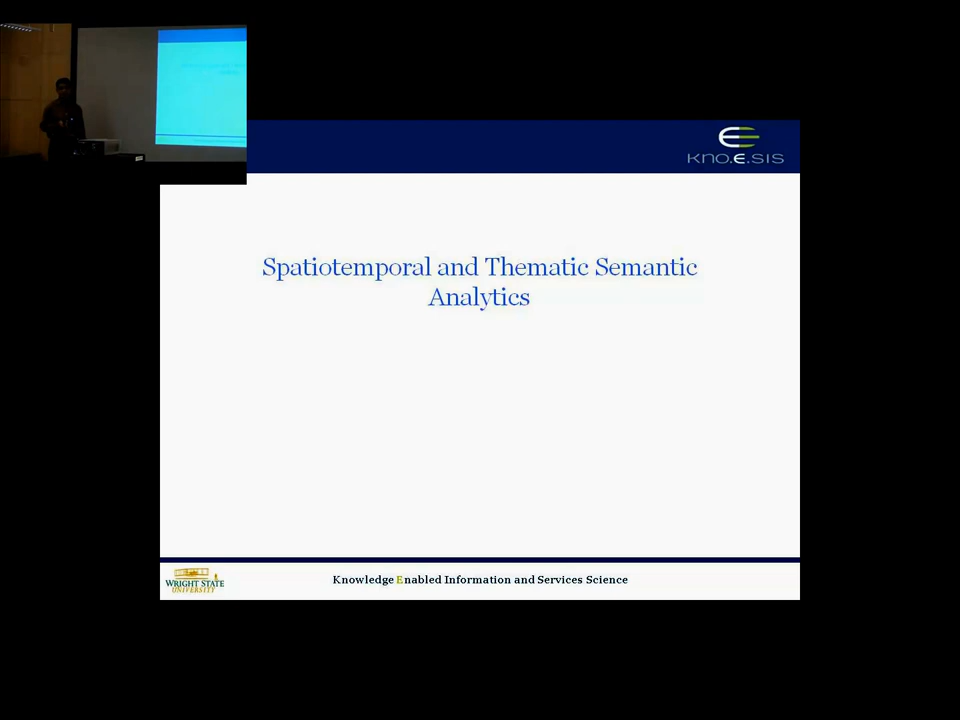 kno.e.sis
Spatiotemporal and Thematic Semantic
Analytics
WRIGHT STATE
UNIVERSITY
Knowledge Enabled Information and Services Science